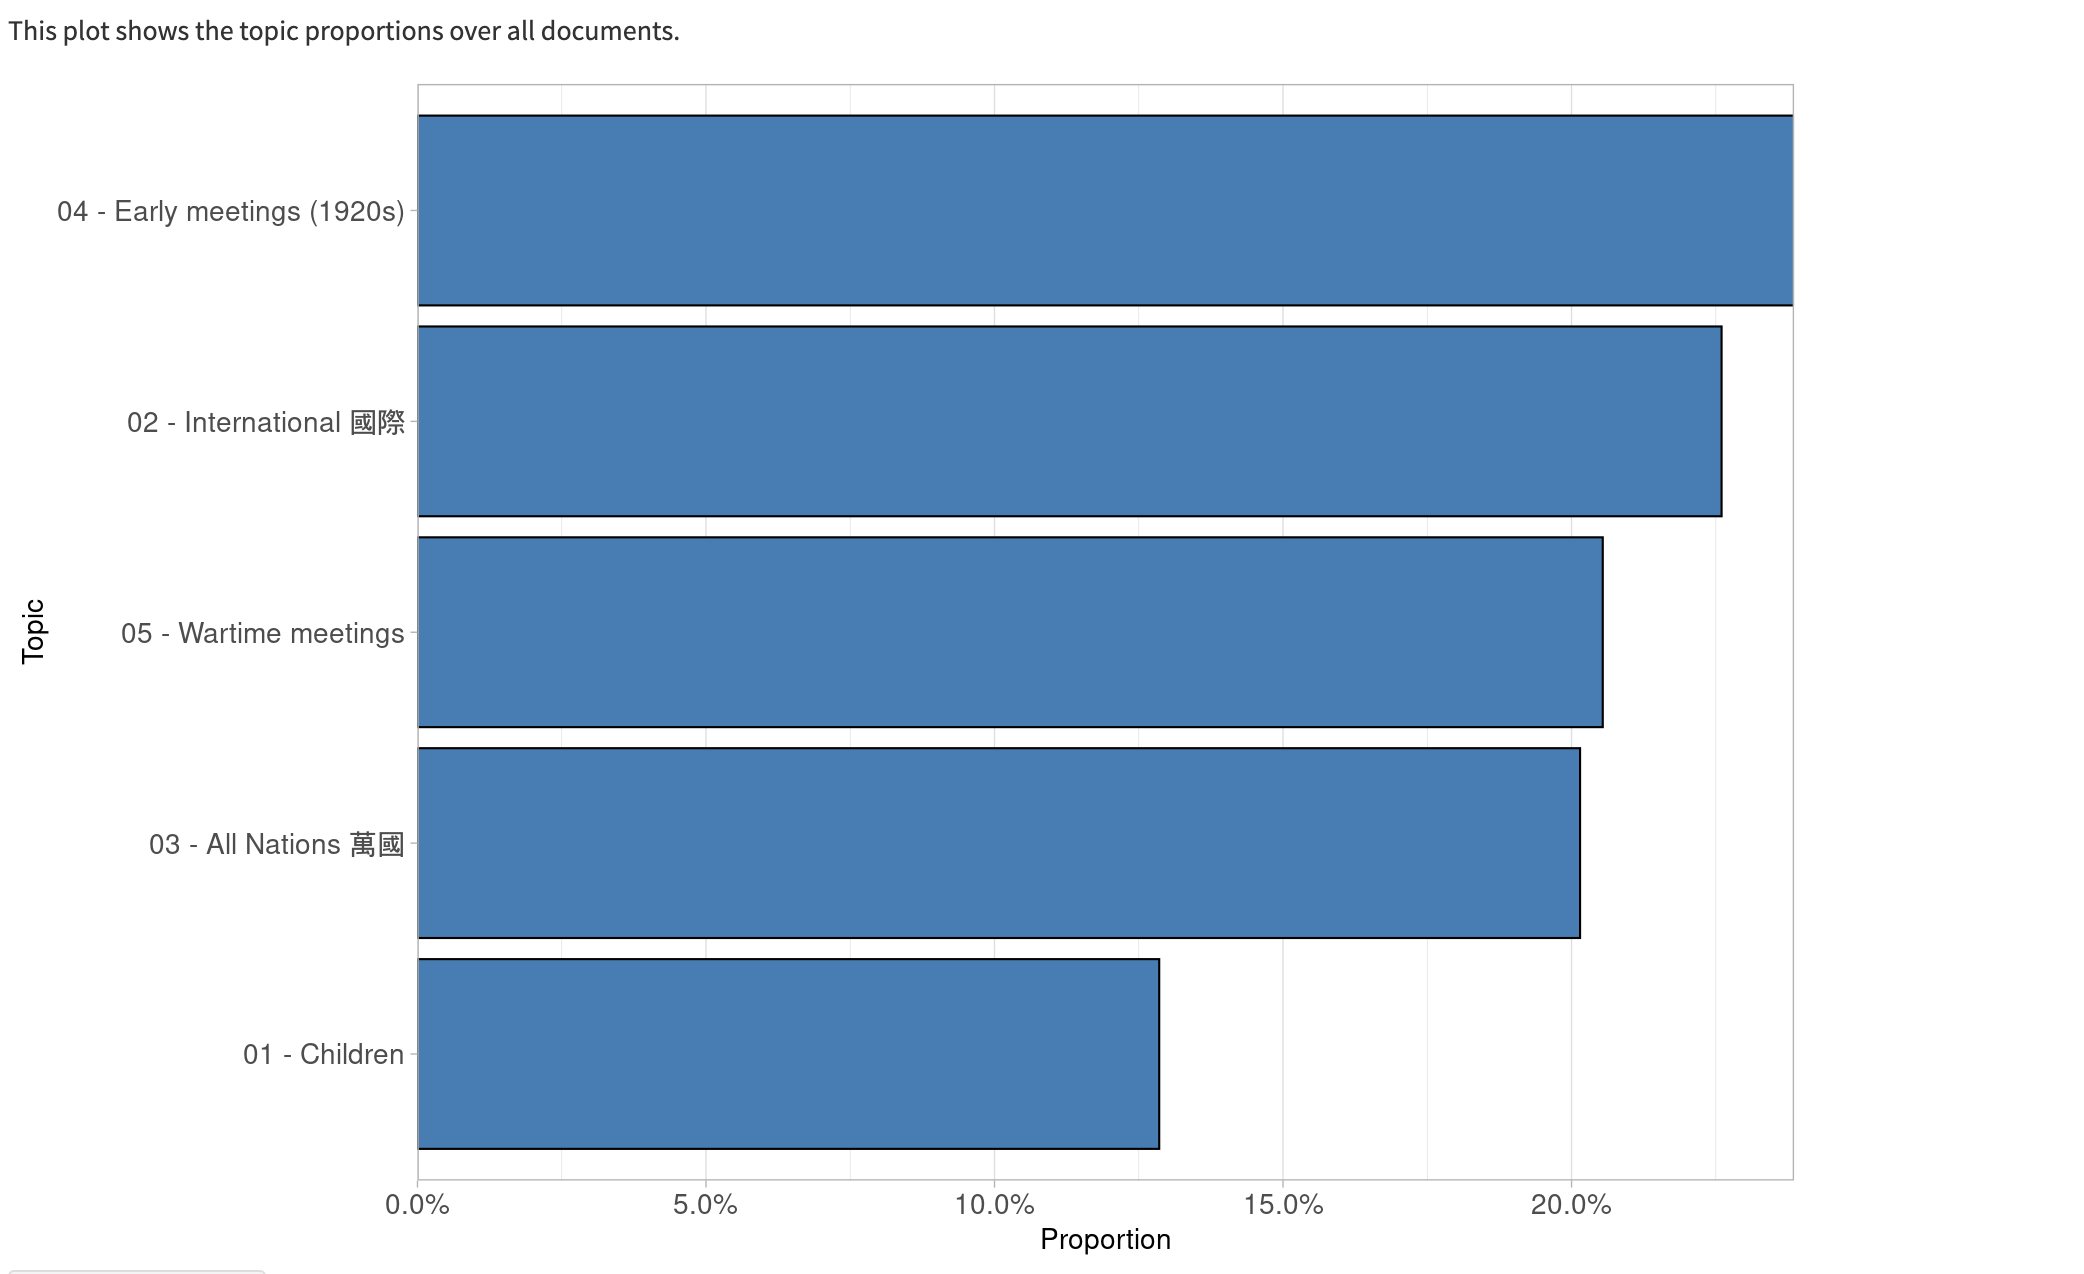 This plot shows the topic proportions over all documents.
04 - Early meetings (1920s)
02 - International 國際
05 - Wartime meetings
03 - All Nations 萬國
01 - Children
Topic
0.0% 5.0% 10.0% 15.0% 20.0%
Proportion